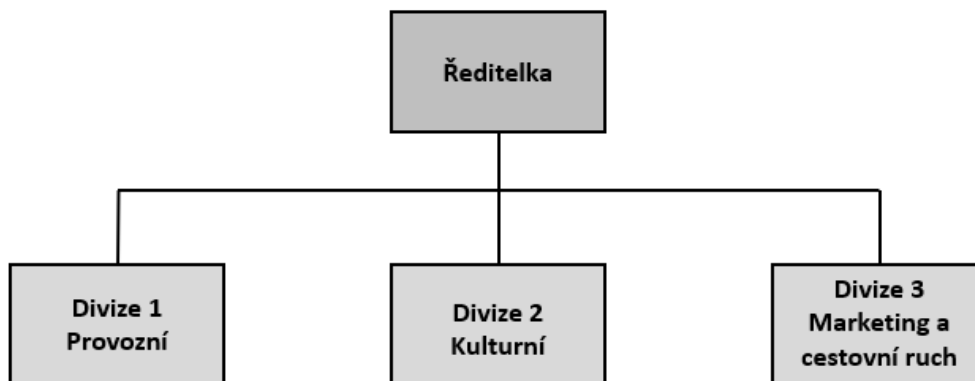 Ředitelka
Divize 1
Provozní
Divize 2
Kulturní
Divize 3
Marketing a
cestovní ruch